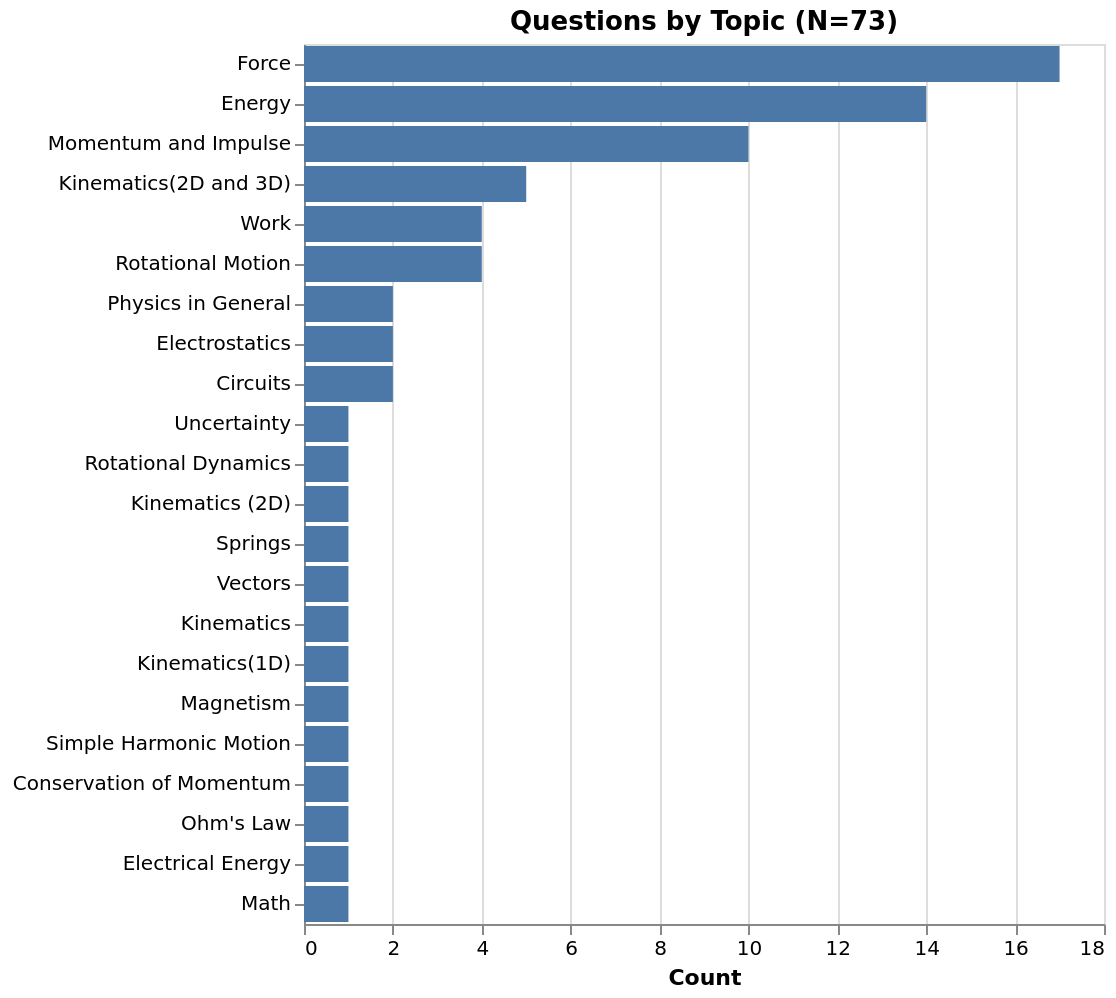 Questions by Topic (N=73)
Force
Energy
Momentum and Impulse
Kinematics(2D and 3D)
Work
Rotational Motion
Physics in General
Electrostatics
Circuits
Uncertainty
Rotational Dynamics
Kinematics (2D)
Springs
Vectors
Kinematics
Kinematics(1D)
Magnetism
Simple Harmonic Motion
Conservation of Momentum
Ohm's Law
Electrical Energy
Math
0 2 4 6 8 10 12 14 16 18
Count